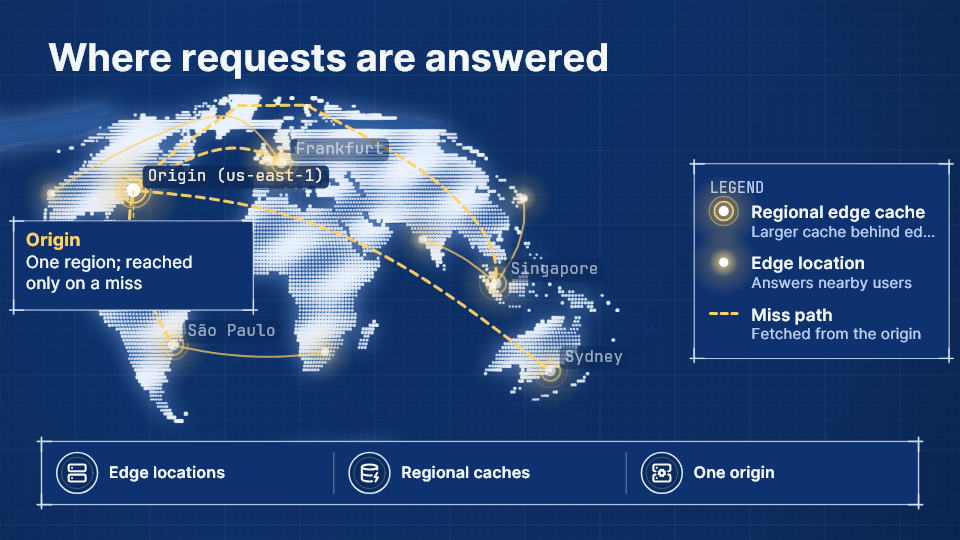 Where requests are answered
Frankfurt
Origin (us-east-1)
Origin
One region; reached
only on a miss
Singapore
São Paulo
Sydney
LEGEND
Regional edge cache
Larger cache behind ed...
Edge location
Answers nearby users
Miss path
Fetched from the origin
Edge locations
Regional caches
One origin